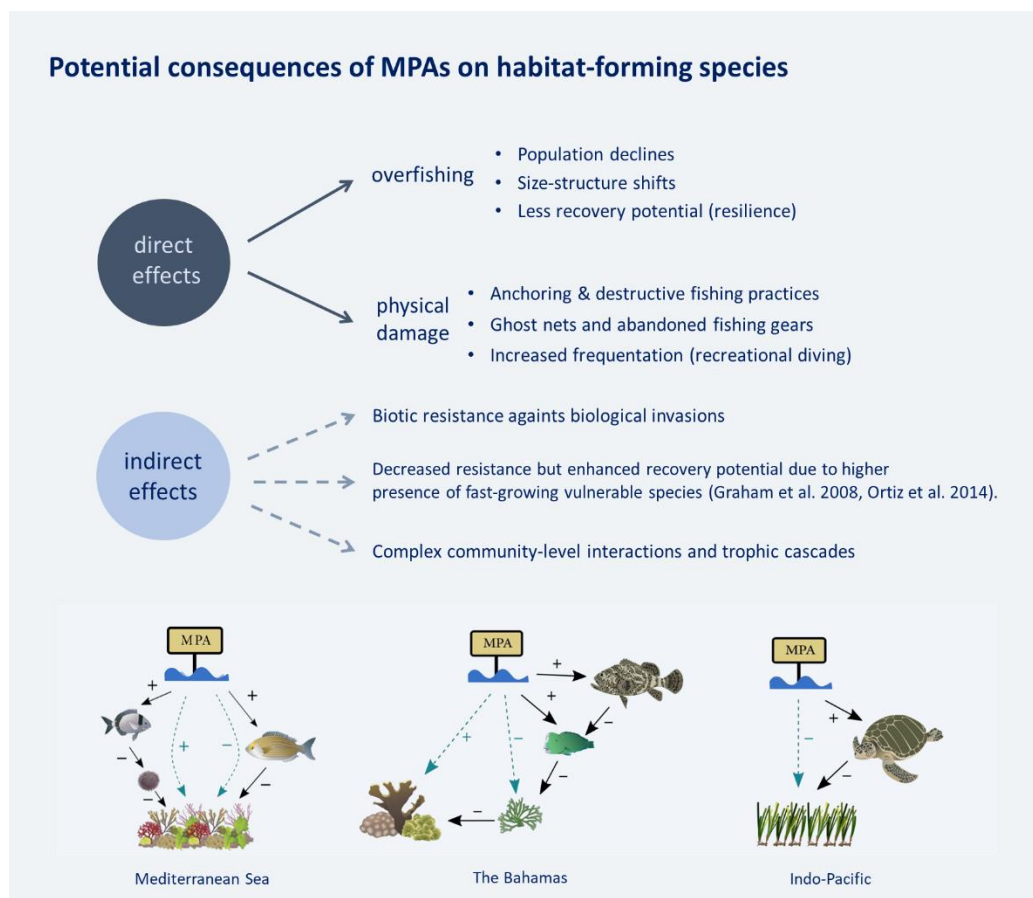 Potential consequences of MPAs on habitat-forming species
direct
effects
overfishing
• Population declines
• Size-structure shifts
• Less recovery potential (resilience)
physical
damage
• Anchoring & destructive fishing practices
• Ghost nets and abandoned fishing gears
• Increased frequentation (recreational diving)
indirect
effects
Biotic resistance againts biological invasions
Decreased resistance but enhanced recovery potential due to higher
presence of fast-growing vulnerable species (Graham et al. 2008, Ortiz et al. 2014).
Complex community-level interactions and trophic cascades
MPA
+
+
+
−
−
−
−
Mediterranean Sea
MPA
+
+
+
−
−
−
−
The Bahamas
MPA
+
−
−
Indo-Pacific